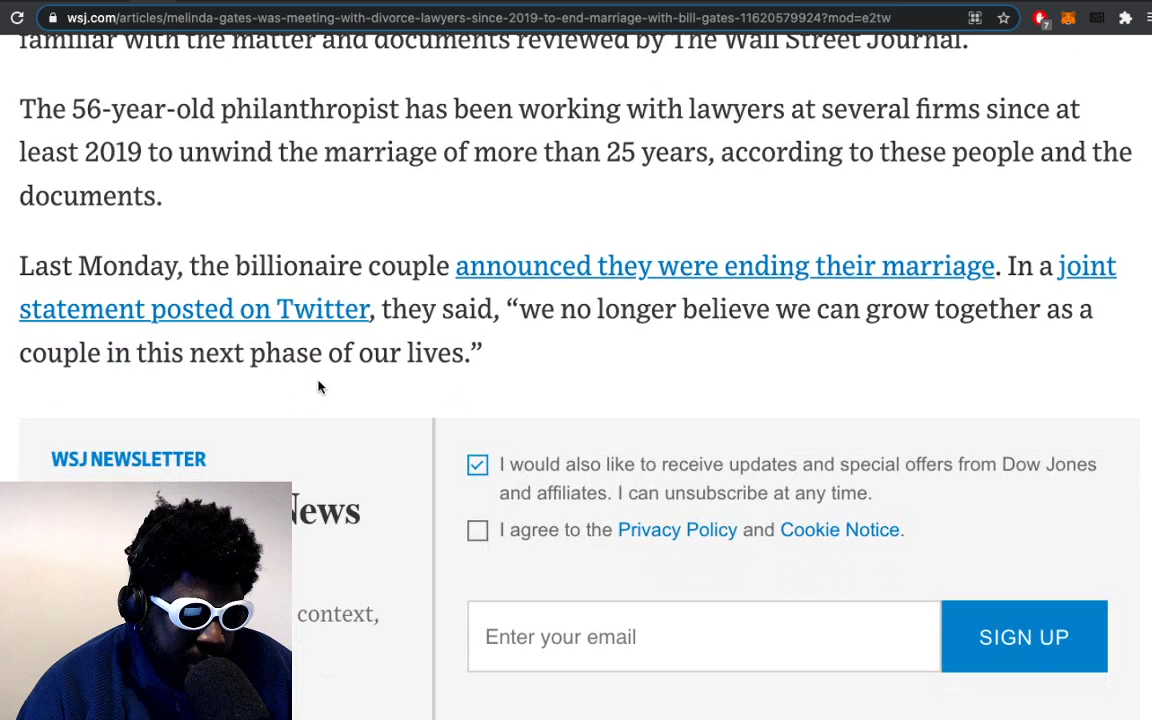 wsj.com/articles/melinda-gates-was-meeting-with-divorce-lawyers-since-2019-to-end-marriage-with-bill-gates-11620579924?mod=e2tw
7
familiar with the matter and documents reviewed by The Wall Street Journal.
The 56-year-old philanthropist has been working with lawyers at several firms since at
least 2019 to unwind the marriage of more than 25 years, according to these people and the
documents.
Last Monday, the billionaire couple announced they were ending their marriage. In a joint
statement posted on Twitter, they said, “we no longer believe we can grow together as a
couple in this next phase of our lives.”
WSJ NEWSLETTER
News
context,
I would also like to receive updates and special offers from Dow Jones
and affiliates. I can unsubscribe at any time.
I agree to the Privacy Policy and Cookie Notice.
Enter your email
SIGN UP